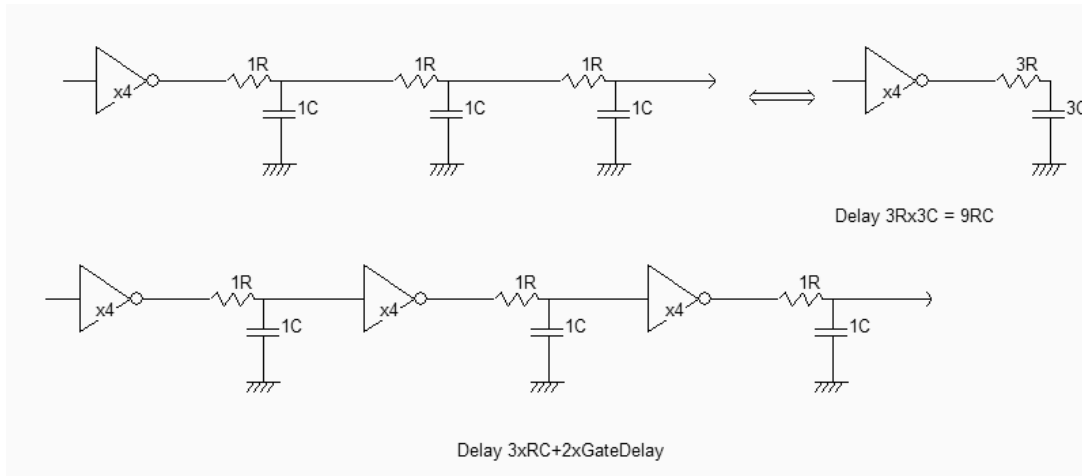 1R 1R 1R 3R
x4 1C 1C 1C x4 3C
Delay 3Rx3C = 9RC
1R 1R 1R
x4 1C x4 1C x4 1C
Delay 3xRC+2xGateDelay